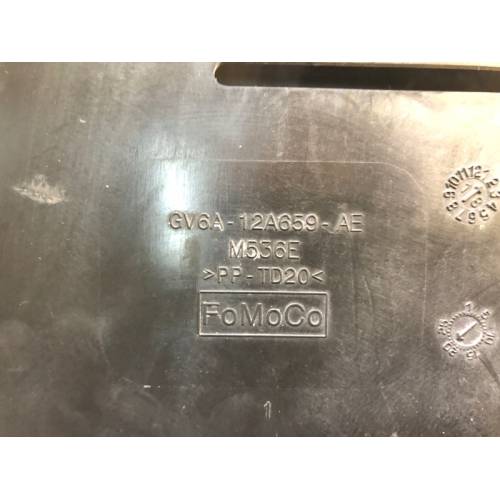 GV6A-12A659-AE
M536E
>PP-TD20<
FoMoCo
1